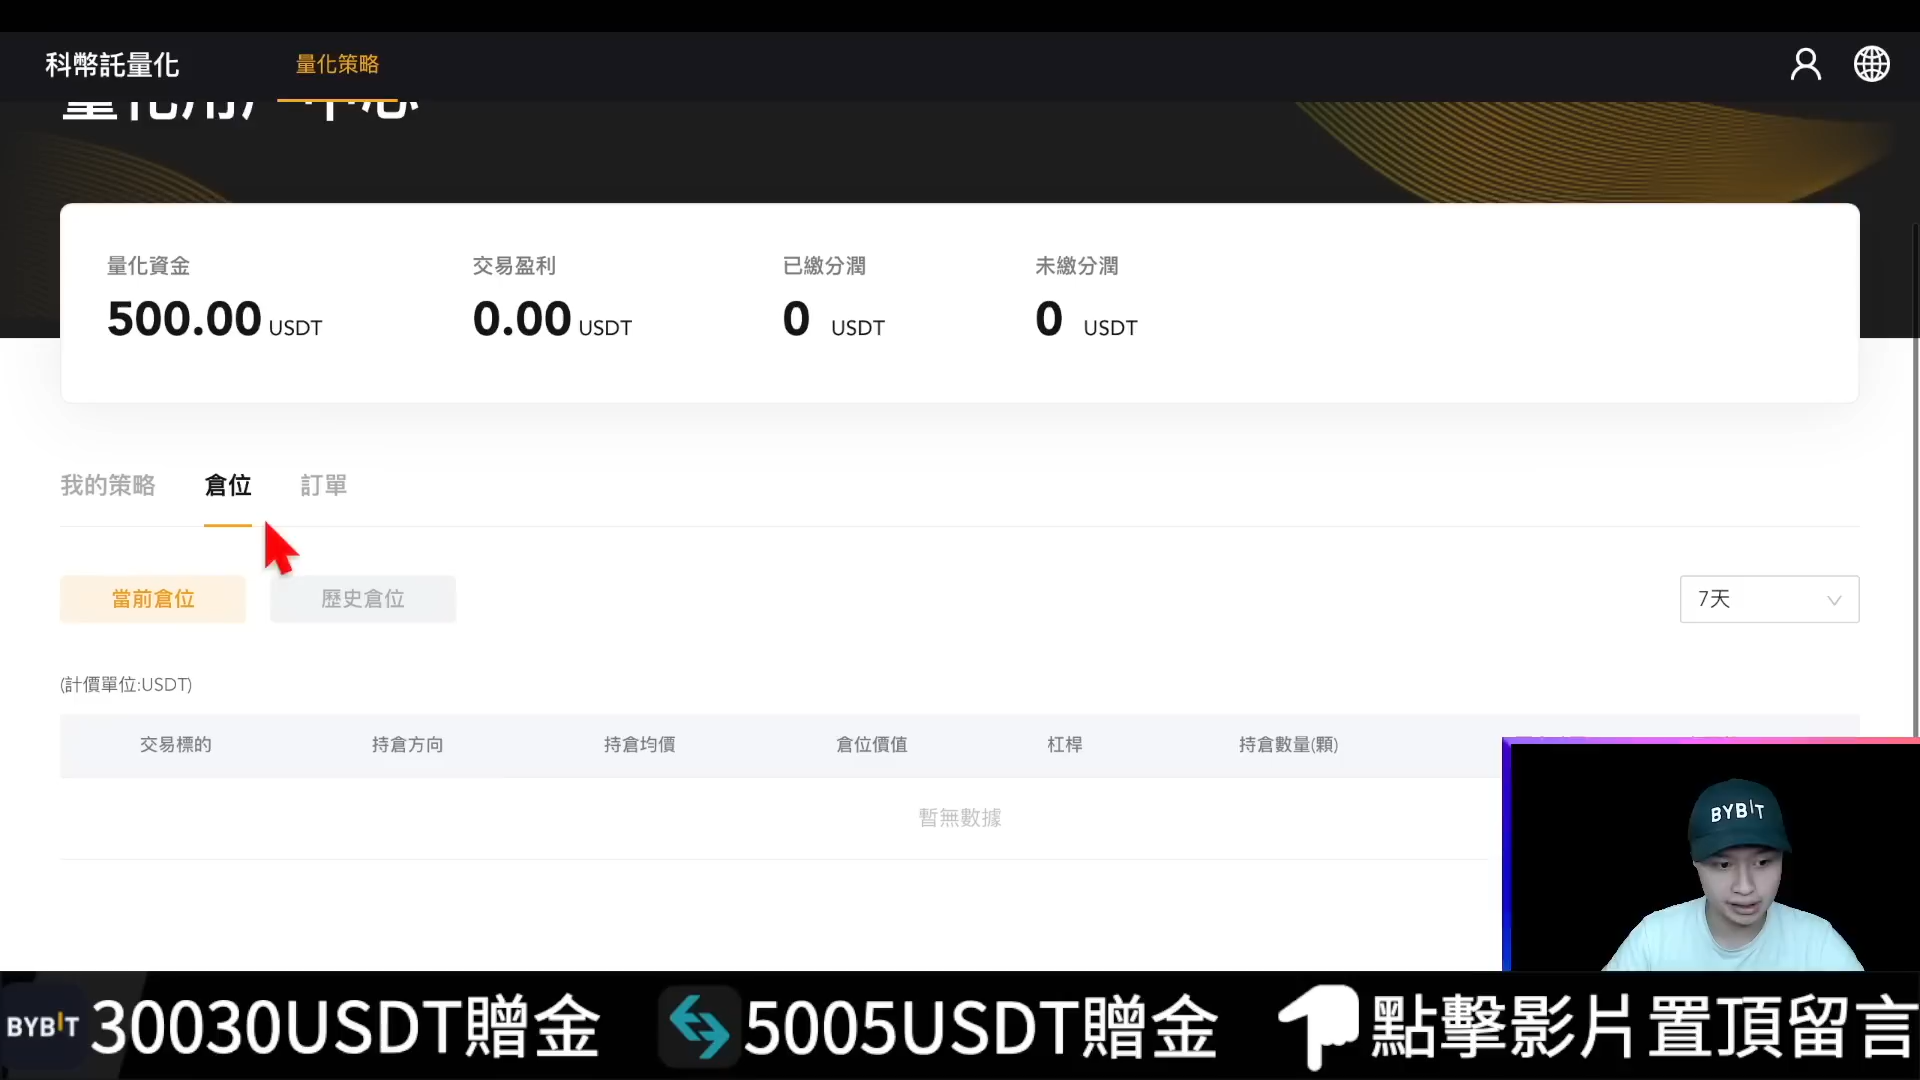 科幣託量化
量化策略
量化用戶中心
量化資金
交易盈利
已繳分潤
未繳分潤
500.00 USDT
0.00 USDT
0 USDT
0 USDT
我的策略
倉位
訂單
當前倉位
歷史倉位
7天
(計價單位:USDT)
交易標的
持倉方向
持倉均價
倉位價值
杠桿
持倉數量(顆)
暫無數據
BYBIT
BYBIT 30030USDT贈金
5005USDT贈金
點擊影片置頂留言